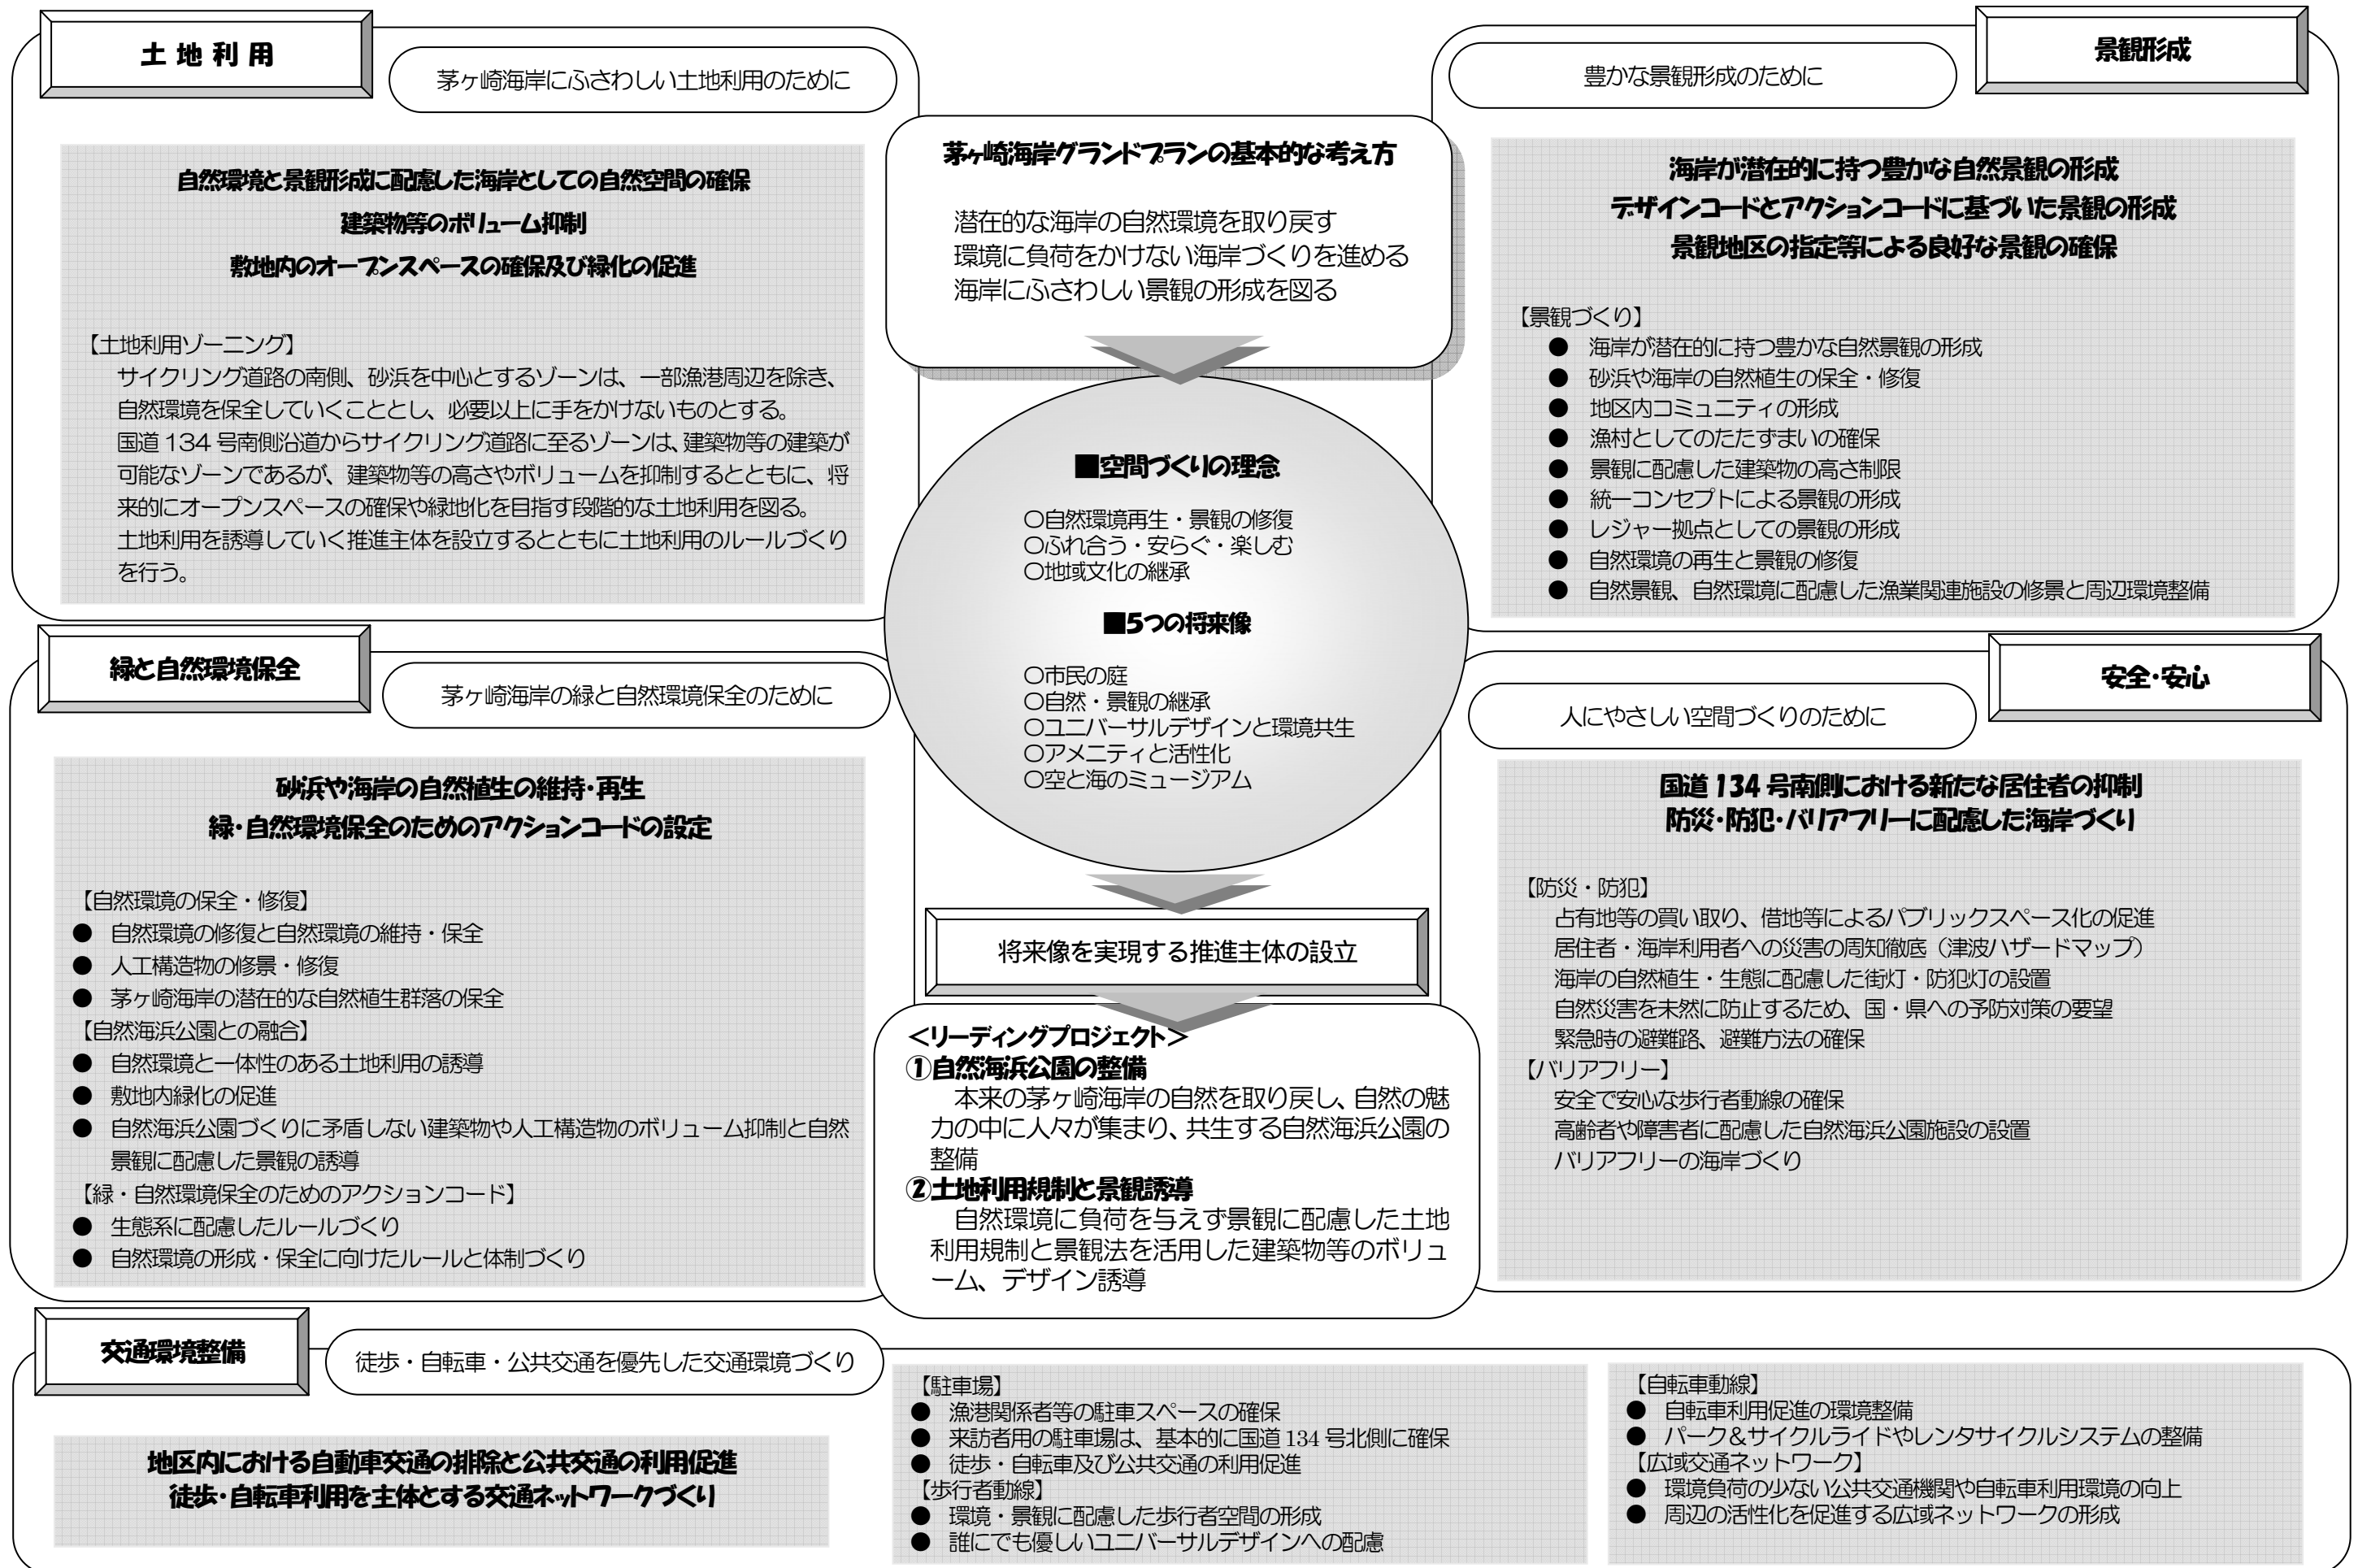 土 地 利 用
茅ヶ崎海岸にふさわしい土地利用のために
自然環境と景観形成に配慮した海岸としての自然空間の確保
建築物等のボリューム抑制
敷地内のオープンスペースの確保及び緑化の促進
【土地利用ゾーニング】
サイクリング道路の南側、砂浜を中心とするゾーンは、一部漁港周辺を除き、
自然環境を保全していくこととし、必要以上に手をかけないものとする。
国道 134 号南側沿道からサイクリング道路に至るゾーンは、建築物等の建築が
可能なゾーンであるが、建築物等の高さやボリュームを抑制するとともに、将
来的にオープンスペースの確保や緑地化を目指す段階的な土地利用を図る。
土地利用を誘導していく推進主体を設立するとともに土地利用のルールづくり
を行う。
茅ヶ崎海岸グランドプランの基本的な考え方
潜在的な海岸の自然環境を取り戻す
環境に負荷をかけない海岸づくりを進める
海岸にふさわしい景観の形成を図る
■空間づくりの理念
○自然環境再生・景観の修復
○ふれ合う・安らぐ・楽しむ
○地域文化の継承
■5つの将来像
○市民の庭
○自然・景観の継承
○ユニバーサルデザインと環境共生
○アメニティと活性化
○空と海のミュージアム
将来像を実現する推進主体の設立
<リーディングプロジェクト>
①自然海浜公園の整備
本来の茅ヶ崎海岸の自然を取り戻し、自然の魅
力の中に人々が集まり、共生する自然海浜公園の
整備
②土地利用規制と景観誘導
自然環境に負荷を与えず景観に配慮した土地
利用規制と景観法を活用した建築物等のボリュ
ーム、デザイン誘導
景観形成
豊かな景観形成のために
海岸が潜在的に持つ豊かな自然景観の形成
デザインコードとアクションコードに基づいた景観の形成
景観地区の指定等による良好な景観の確保
【景観づくり】
● 海岸が潜在的に持つ豊かな自然景観の形成
● 砂浜や海岸の自然植生の保全・修復
● 地区内コミュニティの形成
● 漁村としてのたたずまいの確保
● 景観に配慮した建築物の高さ制限
● 統一コンセプトによる景観の形成
● レジャー拠点としての景観の形成
● 自然環境の再生と景観の修復
● 自然景観、自然環境に配慮した漁業関連施設の修景と周辺環境整備
緑と自然環境保全
茅ヶ崎海岸の緑と自然環境保全のために
砂浜や海岸の自然植生の維持・再生
緑・自然環境保全のためのアクションコードの設定
【自然環境の保全・修復】
● 自然環境の修復と自然環境の維持・保全
● 人工構造物の修景・修復
● 茅ヶ崎海岸の潜在的な自然植生群落の保全
【自然海浜公園との融合】
● 自然環境と一体性のある土地利用の誘導
● 敷地内緑化の促進
● 自然海浜公園づくりに矛盾しない建築物や人工構造物のボリューム抑制と自然
景観に配慮した景観の誘導
【緑・自然環境保全のためのアクションコード】
● 生態系に配慮したルールづくり
● 自然環境の形成・保全に向けたルールと体制づくり
安全・安心
人にやさしい空間づくりのために
国道 134 号南側における新たな居住者の抑制
防災・防犯・バリアフリーに配慮した海岸づくり
【防災・防犯】
占有地等の買い取り、借地等によるパブリックスペース化の促進
居住者・海岸利用者への災害の周知徹底（津波ハザードマップ）
海岸の自然植生・生態に配慮した街灯・防犯灯の設置
自然災害を未然に防止するため、国・県への予防対策の要望
緊急時の避難路、避難方法の確保
【バリアフリー】
安全で安心な歩行者動線の確保
高齢者や障害者に配慮した自然海浜公園施設の設置
バリアフリーの海岸づくり
交通環境整備
徒歩・自転車・公共交通を優先した交通環境づくり
地区内における自動車交通の排除と公共交通の利用促進
徒歩・自転車利用を主体とする交通ネットワークづくり
【駐車場】
● 漁港関係者等の駐車スペースの確保
● 来訪者用の駐車場は、基本的に国道 134 号北側に確保
● 徒歩・自転車及び公共交通の利用促進
【歩行者動線】
● 環境・景観に配慮した歩行者空間の形成
● 誰にでも優しいユニバーサルデザインへの配慮
【自転車動線】
● 自転車利用促進の環境整備
● パーク＆サイクルライドやレンタサイクルシステムの整備
【広域交通ネットワーク】
● 環境負荷の少ない公共交通機関や自転車利用環境の向上
● 周辺の活性化を促進する広域ネットワークの形成